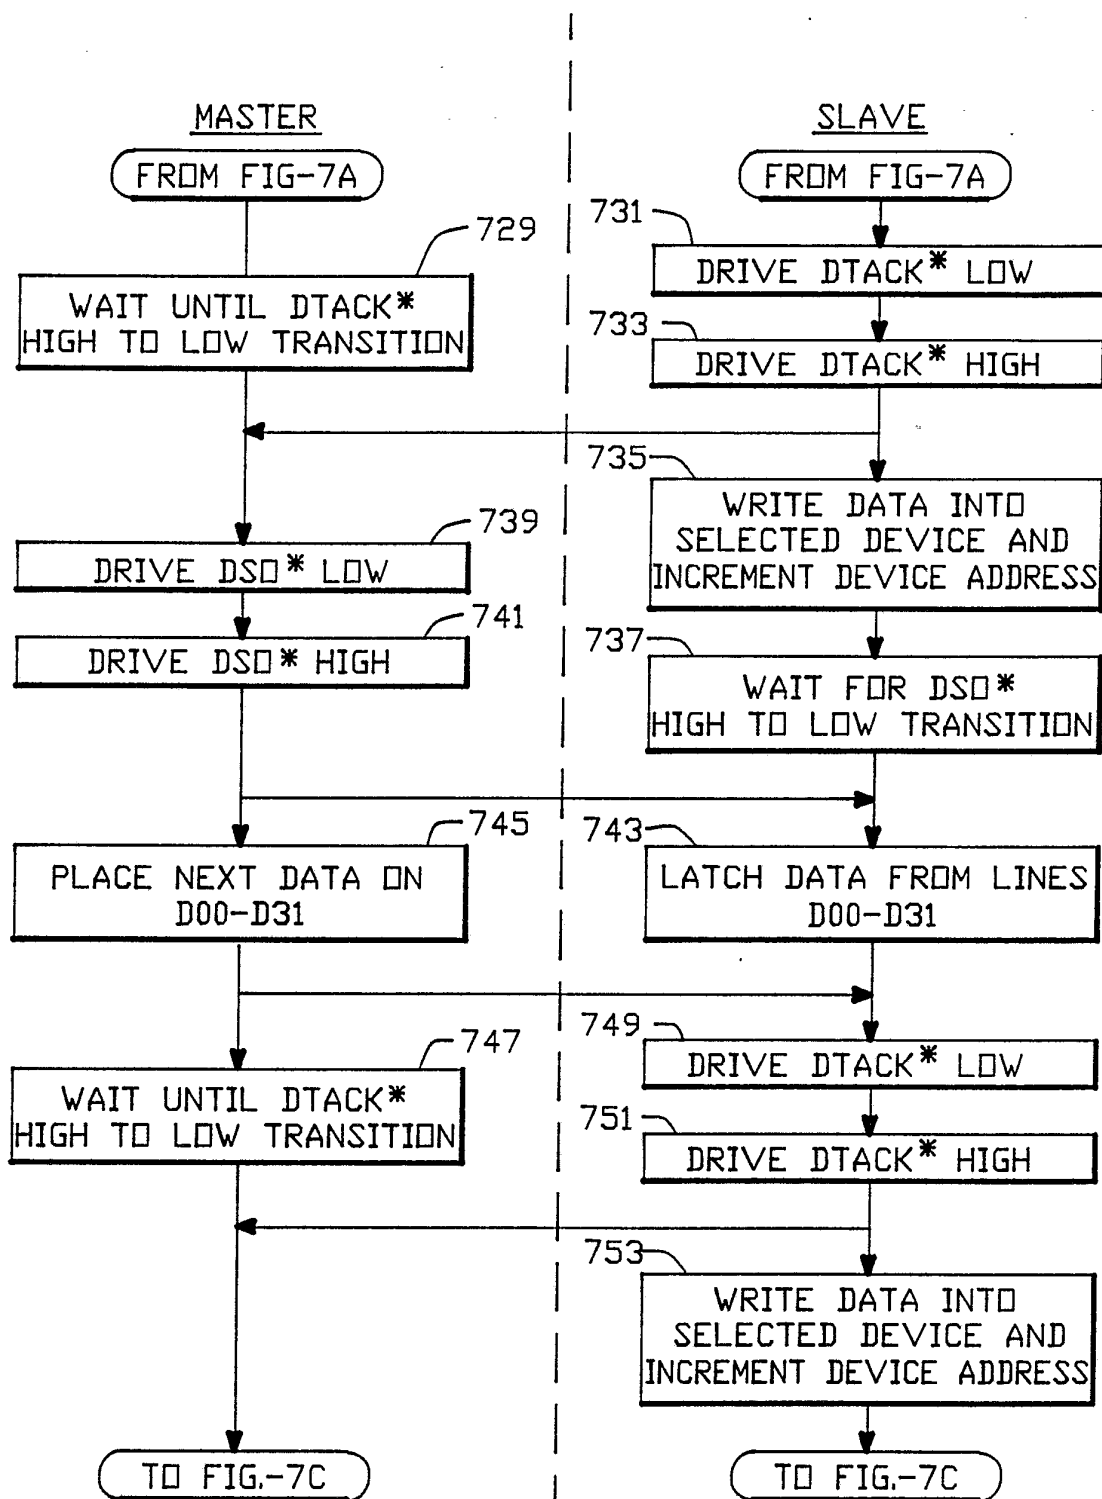 MASTER
SLAVE
FROM FIG-7A
FROM FIG-7A
729
WAIT UNTIL DTACK*
HIGH TO LOW TRANSITION
731
DRIVE DTACK* LOW
733
DRIVE DTACK* HIGH
735
WRITE DATA INTO
SELECTED DEVICE AND
INCREMENT DEVICE ADDRESS
739
DRIVE DSO* LOW
741
DRIVE DSO* HIGH
737
WAIT FOR DSO*
HIGH TO LOW TRANSITION
745
PLACE NEXT DATA ON
D00-D31
743
LATCH DATA FROM LINES
D00-D31
747
WAIT UNTIL DTACK*
HIGH TO LOW TRANSITION
749
DRIVE DTACK* LOW
751
DRIVE DTACK* HIGH
753
WRITE DATA INTO
SELECTED DEVICE AND
INCREMENT DEVICE ADDRESS
TO FIG.-7C
TO FIG.-7C